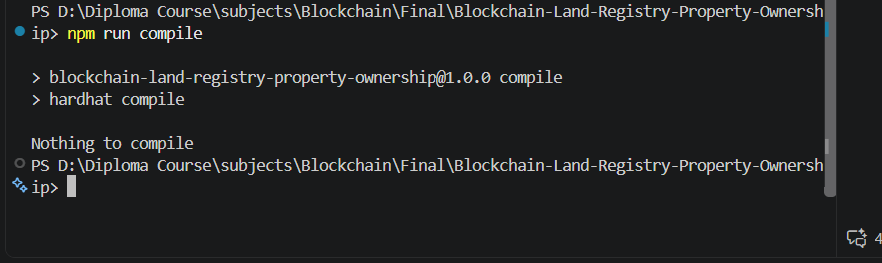 PS D:\Diploma Course\subjects\Blockchain\Final\Blockchain-Land-Registry-Property-Ownersh
ip> npm run compile
> blockchain-land-registry-property-ownership@1.0.0 compile
> hardhat compile
Nothing to compile
PS D:\Diploma Course\subjects\Blockchain\Final\Blockchain-Land-Registry-Property-Ownersh
ip>
4